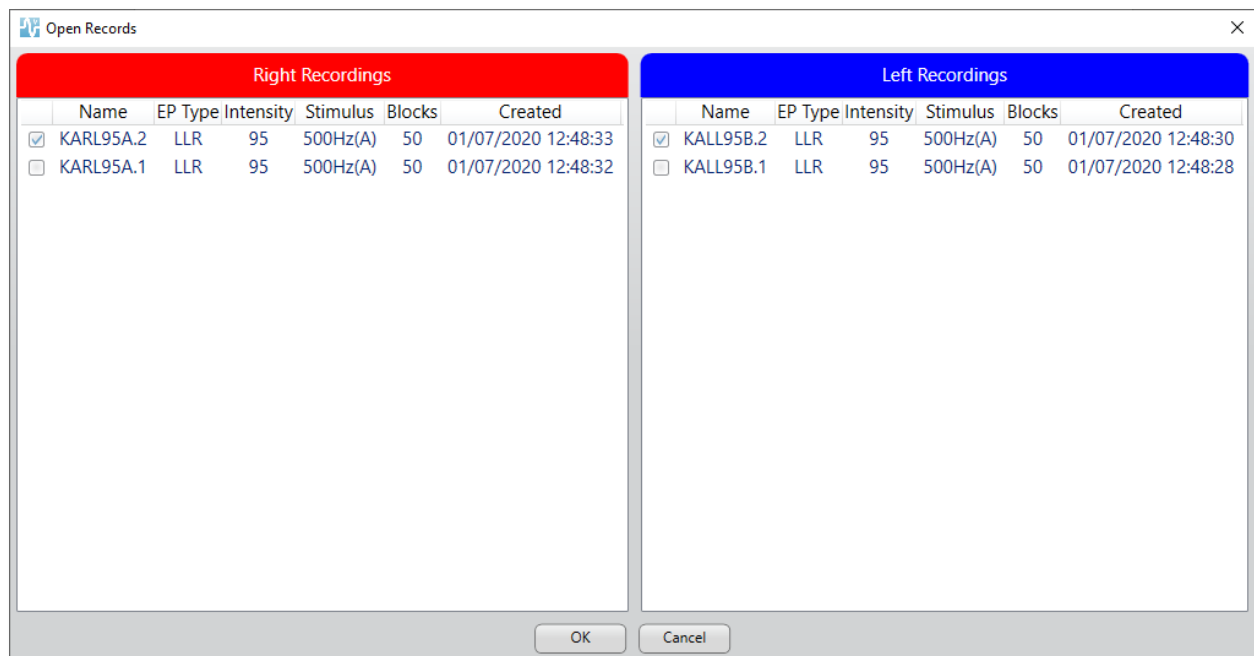 Open Records
Right Recordings
Name EP Type Intensity Stimulus Blocks Created
KARL95A.2 LLR 95 500Hz(A) 50 01/07/2020 12:48:33
KARL95A.1 LLR 95 500Hz(A) 50 01/07/2020 12:48:32
Left Recordings
Name EP Type Intensity Stimulus Blocks Created
KALL95B.2 LLR 95 500Hz(A) 50 01/07/2020 12:48:30
KALL95B.1 LLR 95 500Hz(A) 50 01/07/2020 12:48:28
OK Cancel